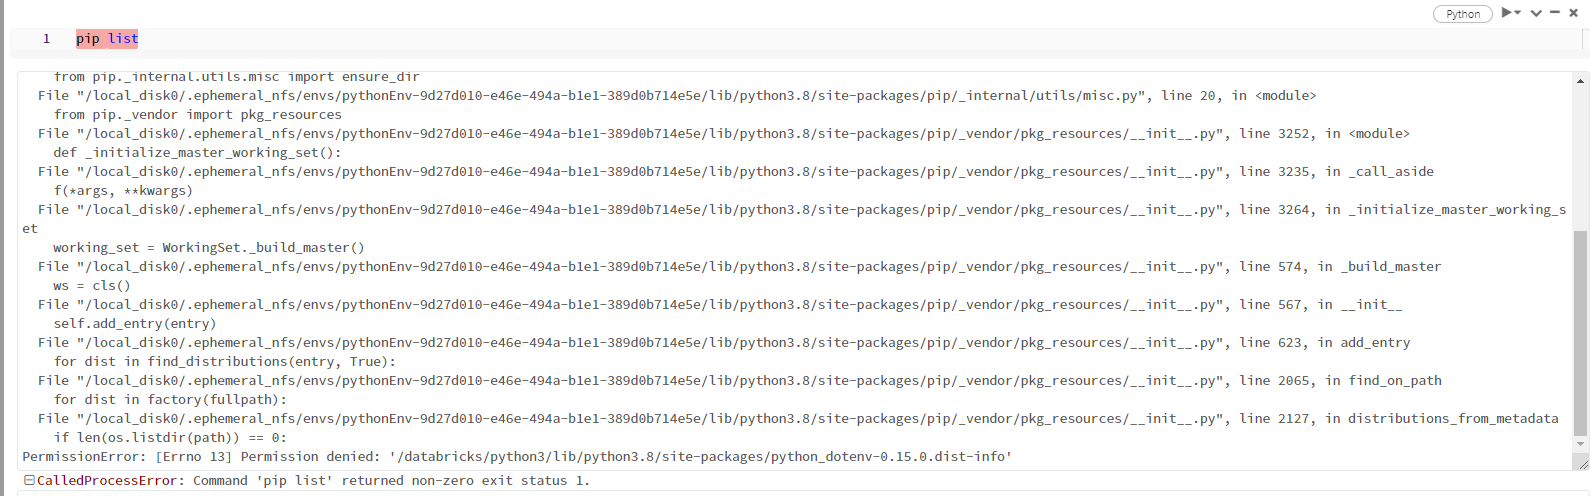 Python
1 pip list
from pip._internal.utils.misc import ensure_dir
File "/local_disk0/.ephemeral_nfs/envs/pythonEnv-9d27d010-e46e-494a-b1e1-389d0b714e5e/lib/python3.8/site-packages/pip/_internal/utils/misc.py", line 20, in <module>
from pip._vendor import pkg_resources
File "/local_disk0/.ephemeral_nfs/envs/pythonEnv-9d27d010-e46e-494a-b1e1-389d0b714e5e/lib/python3.8/site-packages/pip/_vendor/pkg_resources/__init__.py", line 3252, in <module>
def _initialize_master_working_set():
File "/local_disk0/.ephemeral_nfs/envs/pythonEnv-9d27d010-e46e-494a-b1e1-389d0b714e5e/lib/python3.8/site-packages/pip/_vendor/pkg_resources/__init__.py", line 3235, in _call_aside
f(*args, **kwargs)
File "/local_disk0/.ephemeral_nfs/envs/pythonEnv-9d27d010-e46e-494a-b1e1-389d0b714e5e/lib/python3.8/site-packages/pip/_vendor/pkg_resources/__init__.py", line 3264, in _initialize_master_working_s
et
working_set = WorkingSet._build_master()
File "/local_disk0/.ephemeral_nfs/envs/pythonEnv-9d27d010-e46e-494a-b1e1-389d0b714e5e/lib/python3.8/site-packages/pip/_vendor/pkg_resources/__init__.py", line 574, in _build_master
ws = cls()
File "/local_disk0/.ephemeral_nfs/envs/pythonEnv-9d27d010-e46e-494a-b1e1-389d0b714e5e/lib/python3.8/site-packages/pip/_vendor/pkg_resources/__init__.py", line 567, in __init__
self.add_entry(entry)
File "/local_disk0/.ephemeral_nfs/envs/pythonEnv-9d27d010-e46e-494a-b1e1-389d0b714e5e/lib/python3.8/site-packages/pip/_vendor/pkg_resources/__init__.py", line 623, in add_entry
for dist in find_distributions(entry, True):
File "/local_disk0/.ephemeral_nfs/envs/pythonEnv-9d27d010-e46e-494a-b1e1-389d0b714e5e/lib/python3.8/site-packages/pip/_vendor/pkg_resources/__init__.py", line 2065, in find_on_path
for dist in factory(fullpath):
File "/local_disk0/.ephemeral_nfs/envs/pythonEnv-9d27d010-e46e-494a-b1e1-389d0b714e5e/lib/python3.8/site-packages/pip/_vendor/pkg_resources/__init__.py", line 2127, in distributions_from_metadata
if len(os.listdir(path)) == 0:
PermissionError: [Errno 13] Permission denied: '/databricks/python3/lib/python3.8/site-packages/python_dotenv-0.15.0.dist-info'
CalledProcessError: Command 'pip list' returned non-zero exit status 1.